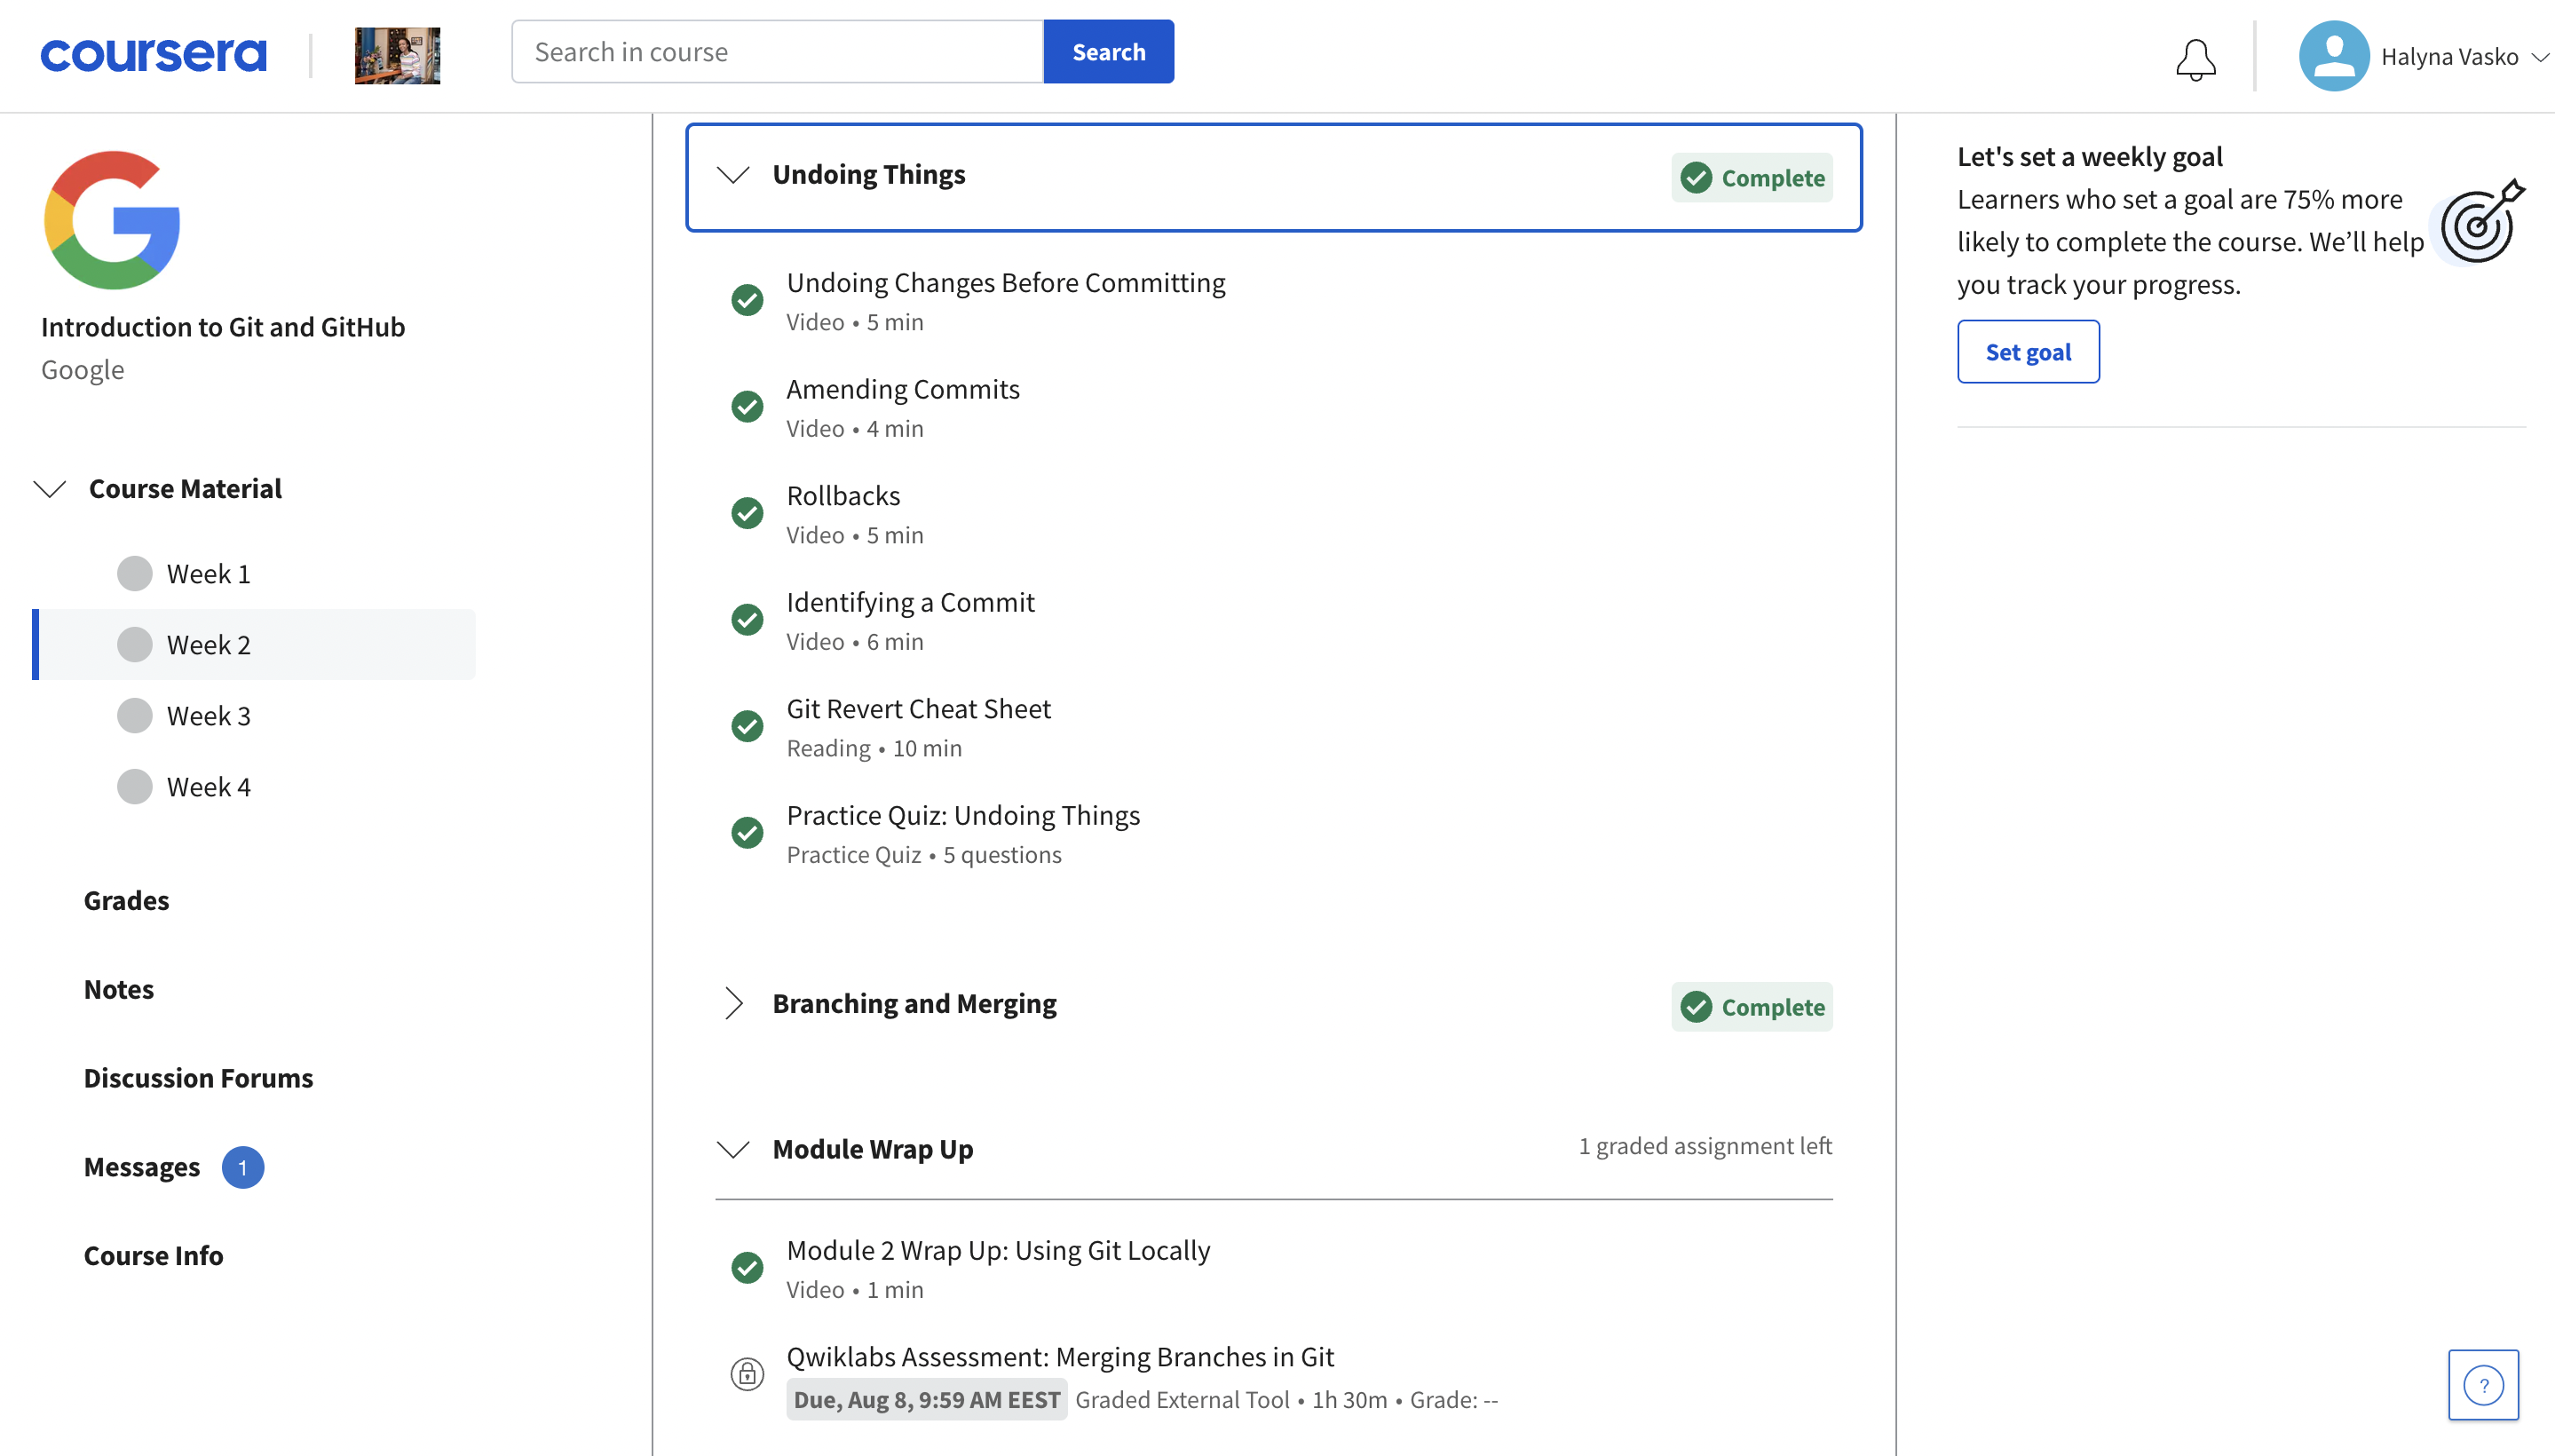 coursera
Search in course
Search
Halyna Vasko
Introduction to Git and GitHub
Google
Course Material
Week 1
Week 2
Week 3
Week 4
Grades
Notes
Discussion Forums
Messages 1
Course Info
Undoing Things
Complete
Undoing Changes Before Committing
Video • 5 min
Amending Commits
Video • 4 min
Rollbacks
Video • 5 min
Identifying a Commit
Video • 6 min
Git Revert Cheat Sheet
Reading • 10 min
Practice Quiz: Undoing Things
Practice Quiz • 5 questions
Branching and Merging
Complete
Module Wrap Up
1 graded assignment left
Module 2 Wrap Up: Using Git Locally
Video • 1 min
Qwiklabs Assessment: Merging Branches in Git
Due, Aug 8, 9:59 AM EEST Graded External Tool • 1h 30m • Grade: --
Let's set a weekly goal
Learners who set a goal are 75% more
likely to complete the course. We’ll help
you track your progress.
Set goal
?